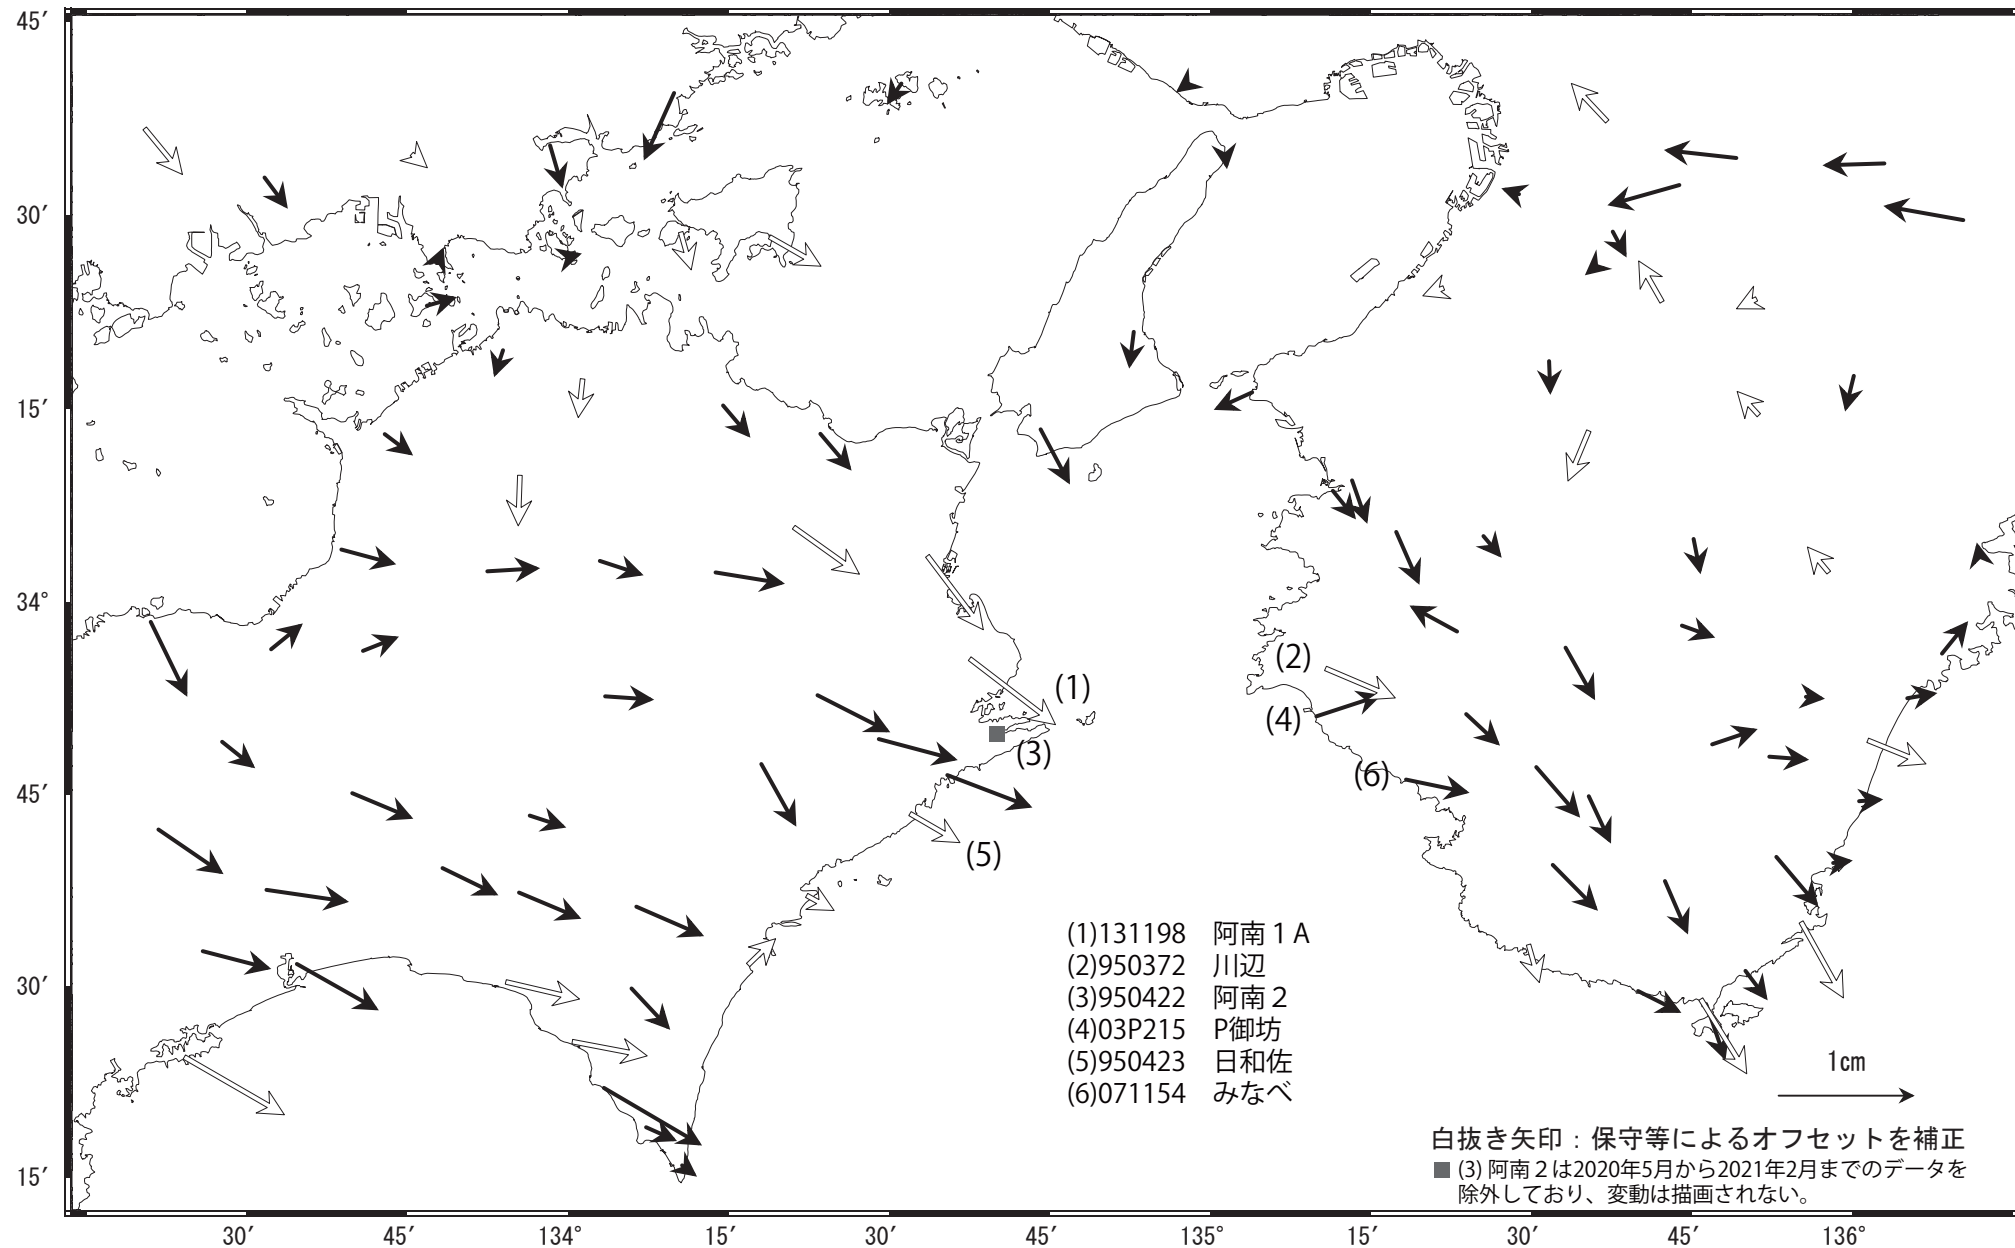 45′
30′
15′
34°
45′
30′
15′
(1)
(2)
(3)
(4)
(5)
(6)
(1)131198 阿南１A
(2)950372 川辺
(3)950422 阿南２
(4)03P215 P御坊
(5)950423 日和佐
(6)071154 みなべ
1cm
白抜き矢印：保守等によるオフセットを補正
■ (3) 阿南２は2020年5月から2021年2月までのデータを
除外しており、変動は描画されない。
30′ 45′ 134° 15′ 30′ 45′ 135° 15′ 30′ 45′ 136°